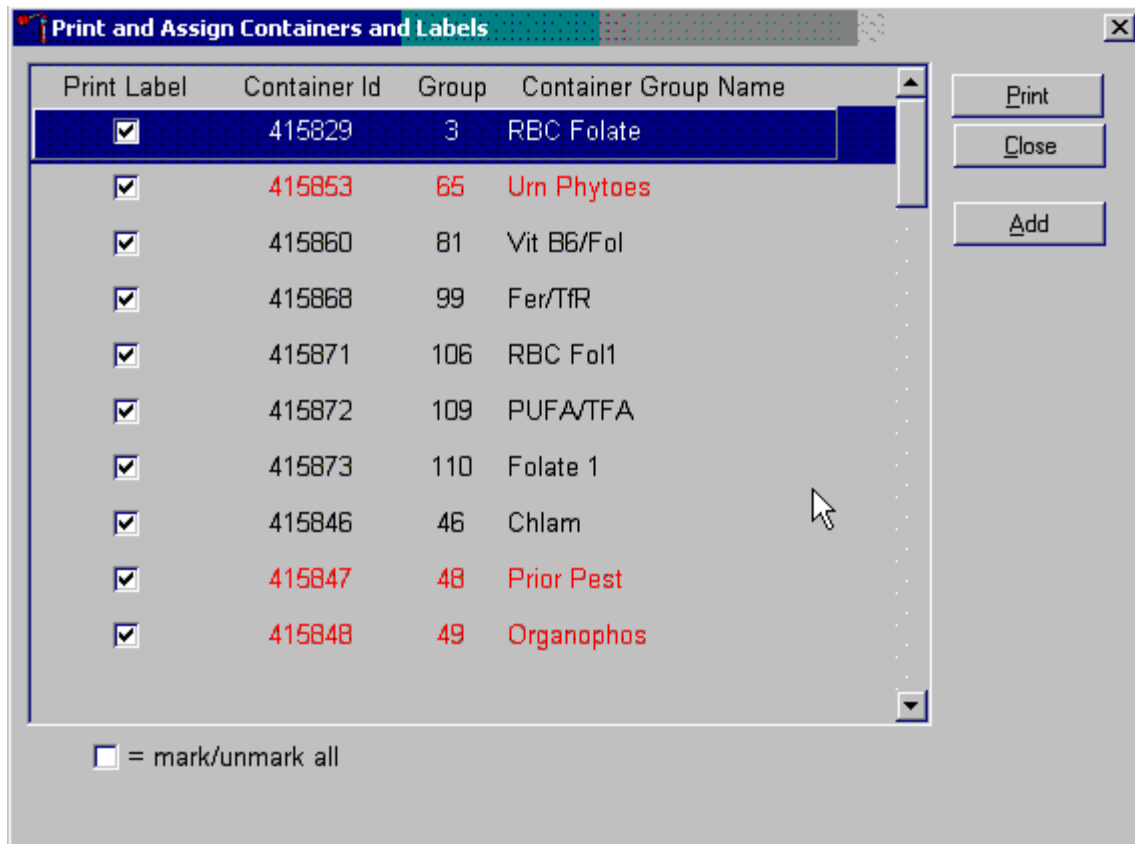 Print and Assign Containers and Labels
Print Label Container Id Group Container Group Name
415829 3 RBC Folate
415853 65 Urn Phytoes
415860 81 Vit B6/Fol
415868 99 Fer/TfR
415871 106 RBC Fol1
415872 109 PUFA/TFA
415873 110 Folate 1
415846 46 Chlam
415847 48 Prior Pest
415848 49 Organophos
= mark/unmark all
Print
Close
Add